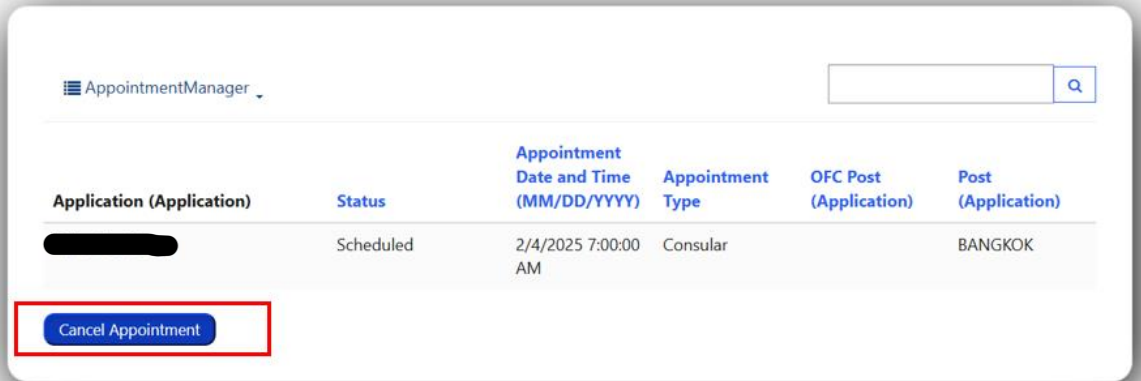 AppointmentManager
Appointment
Date and Time
Appointment
OFC Post
Post
Application (Application)
Status
(MM/DD/YYYY)
Type
(Application)
(Application)
Scheduled
2/4/2025 7:00:00
AM
Consular
BANGKOK
Cancel Appointment